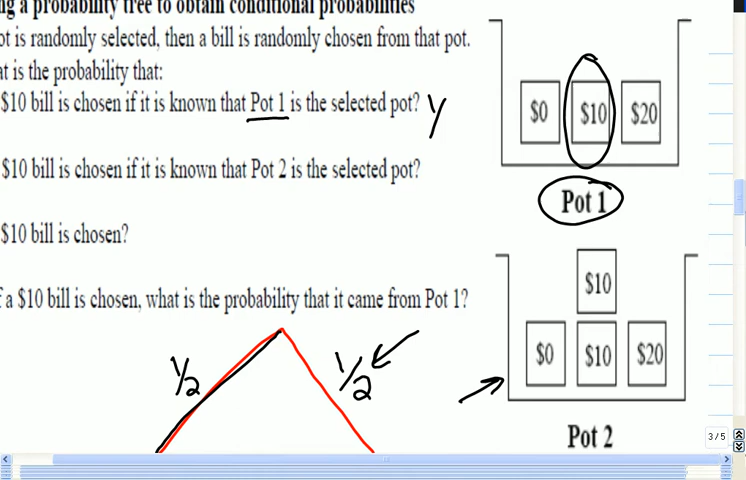 ng a probability tree to obtain conditional probabilities
ot is randomly selected, then a bill is randomly chosen from that pot.
at is the probability that:
$10 bill is chosen if it is known that Pot 1 is the selected pot?
$0 $10 $20
Pot 1
$10 bill is chosen if it is known that Pot 2 is the selected pot?
$10 bill is chosen?
$10
f a $10 bill is chosen, what is the probability that it came from Pot 1?
$0 $10 $20
1/2 1/2
Pot 2
3/5